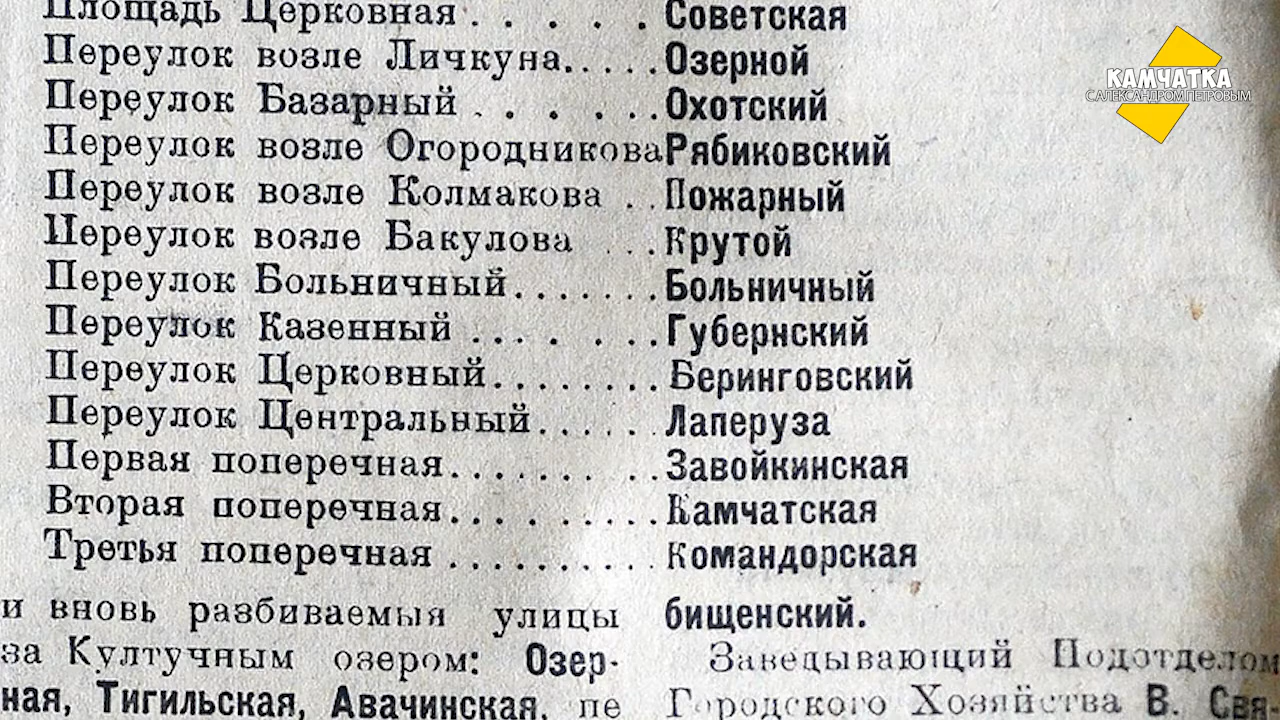 Площадь Церковная . . . . . Советская
Переулок возле Личкуна.....Озерной
Переулок Базарный . . . . ..Охотский
Переулок возле ОгородниковаРябиковский
Переулок возле Колмакова ..Пожарный
Переулок возле Бакулова ...Крутой
Переулок Больничный.......Больничный
Переулок Казенный ... . ...Губернский
Переулок Церковный........Беринговский
Переулок Центральный......Лаперуза
Первая поперечная..........Завойкинская
Вторая поперечная..........Камчатская
Третья поперечная ..........Командорская
и вновь разбиваемыя улицы
за Култучным озером: Озер-
ная, Тигильская, Авачинская, пе
бищенский.
Заведывающий Подотделом
Городского Хозяйства В. Свя-
КАМЧАТКА
С АЛЕКСАНДРОМ ПЕТРОВЫМ